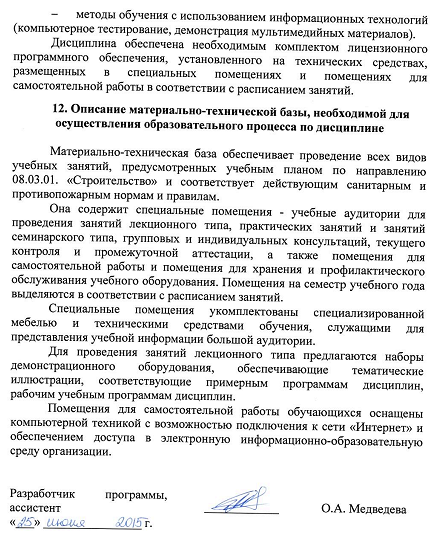 – методы обучения с использованием информационных технологий
(компьютерное тестирование, демонстрация мультимедийных материалов).
Дисциплина обеспечена необходимым комплектом лицензионного
программного обеспечения, установленного на технических средствах,
размещенных в специальных помещениях и помещениях для
самостоятельной работы в соответствии с расписанием занятий.
12. Описание материально-технической базы, необходимой для
осуществления образовательного процесса по дисциплине
Материально-техническая база обеспечивает проведение всех видов
учебных занятий, предусмотренных учебным планом по направлению
08.03.01. «Строительство» и соответствует действующим санитарным и
противопожарным нормам и правилам.
Она содержит специальные помещения - учебные аудитории для
проведения занятий лекционного типа, практических занятий и занятий
семинарского типа, групповых и индивидуальных консультаций, текущего
контроля и промежуточной аттестации, а также помещения для
самостоятельной работы и помещения для хранения и профилактического
обслуживания учебного оборудования. Помещения на семестр учебного года
выделяются в соответствии с расписанием занятий.
Специальные помещения укомплектованы специализированной
мебелью и техническими средствами обучения, служащими для
представления учебной информации большой аудитории.
Для проведения занятий лекционного типа предлагаются наборы
демонстрационного оборудования, обеспечивающие тематические
иллюстрации, соответствующие примерным программам дисциплин,
рабочим учебным программам дисциплин.
Помещения для самостоятельной работы обучающихся оснащены
компьютерной техникой с возможностью подключения к сети «Интернет» и
обеспечением доступа в электронную информационно-образовательную
среду организации.
Разработчик программы,
ассистент О.А. Медведева
«25» июня 2015 г.